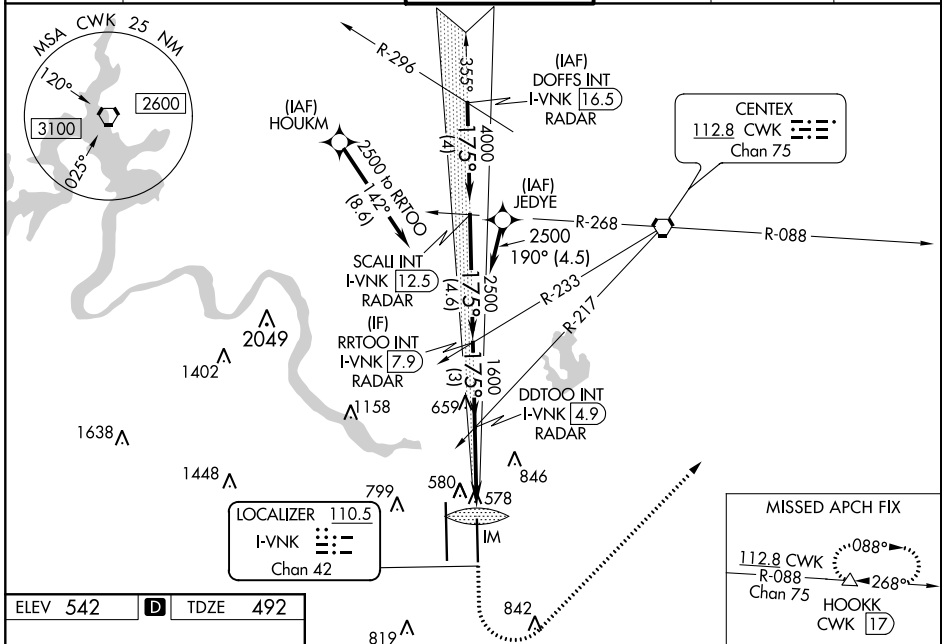 MSA CWK 25 NM
120°
2600
3100
025°
R-296
355°
(IAF)
DOFFS INT
I-VNK 16.5
RADAR
(IAF)
HOUKM
2500 to RRTOO
142°
(8.6)
4000
175°
(4)
CENTEX
112.8 CWK
Chan 75
(IAF)
JEDYE
R-268
R-088
2500
190° (4.5)
SCALI INT
I-VNK 12.5
RADAR
2500
175°
(4.6)
R-233
R-217
(IF)
RRTOO INT
I-VNK 7.9
RADAR
1600
175°
(3)
DDTOO INT
I-VNK 4.9
RADAR
2049
1402
1158
659
1638
1448
799
580
578
846
LOCALIZER 110.5
I-VNK
Chan 42
IM
MISSED APCH FIX
088°
112.8 CWK
R-088
Chan 75
268°
HOOKK
CWK 17
ELEV 542 D TDZE 492
819
842